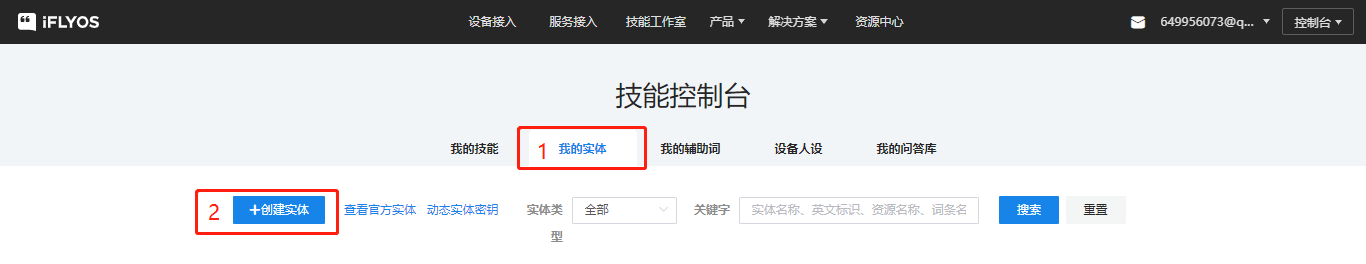 iFLYOS 设备接入 服务接入 技能工作室 产品 解决方案 资源中心 649956073@q... 控制台
技能控制台
我的技能 1 我的实体 我的辅助词 设备人设 我的问答库
2 +创建实体 查看官方实体 动态实体密钥 实体类型 全部 关键字 实体名称、英文标识、资源名称、词条名 搜索 重置